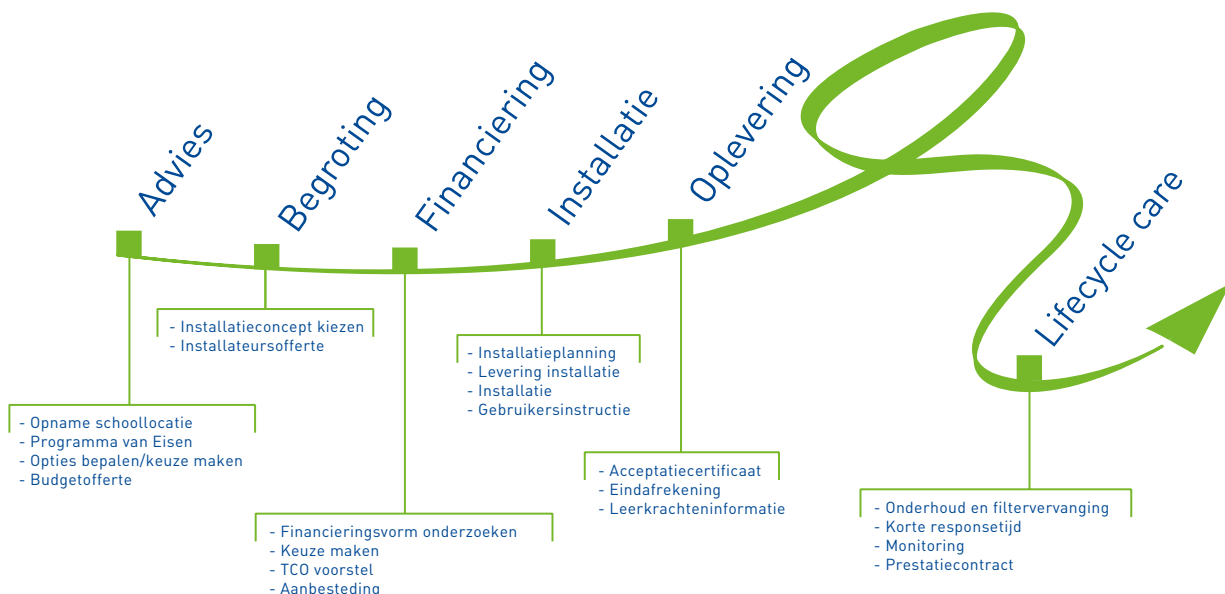 Advies
- Opname schoollocatie
- Programma van Eisen
- Opties bepalen/keuze maken
- Budgetofferte
Begroting
- Installatieconcept kiezen
- Installateursofferte
Financiering
- Financieringsvorm onderzoeken
- Keuze maken
- TCO voorstel
- Aanbesteding
Installatie
- Installatieplanning
- Levering installatie
- Installatie
- Gebruikersinstructie
Oplevering
- Acceptatiecertificaat
- Eindafrekening
- Leerkrachteninformatie
Lifecycle care
- Onderhoud en filtervervanging
- Korte responsetijd
- Monitoring
- Prestatiecontract